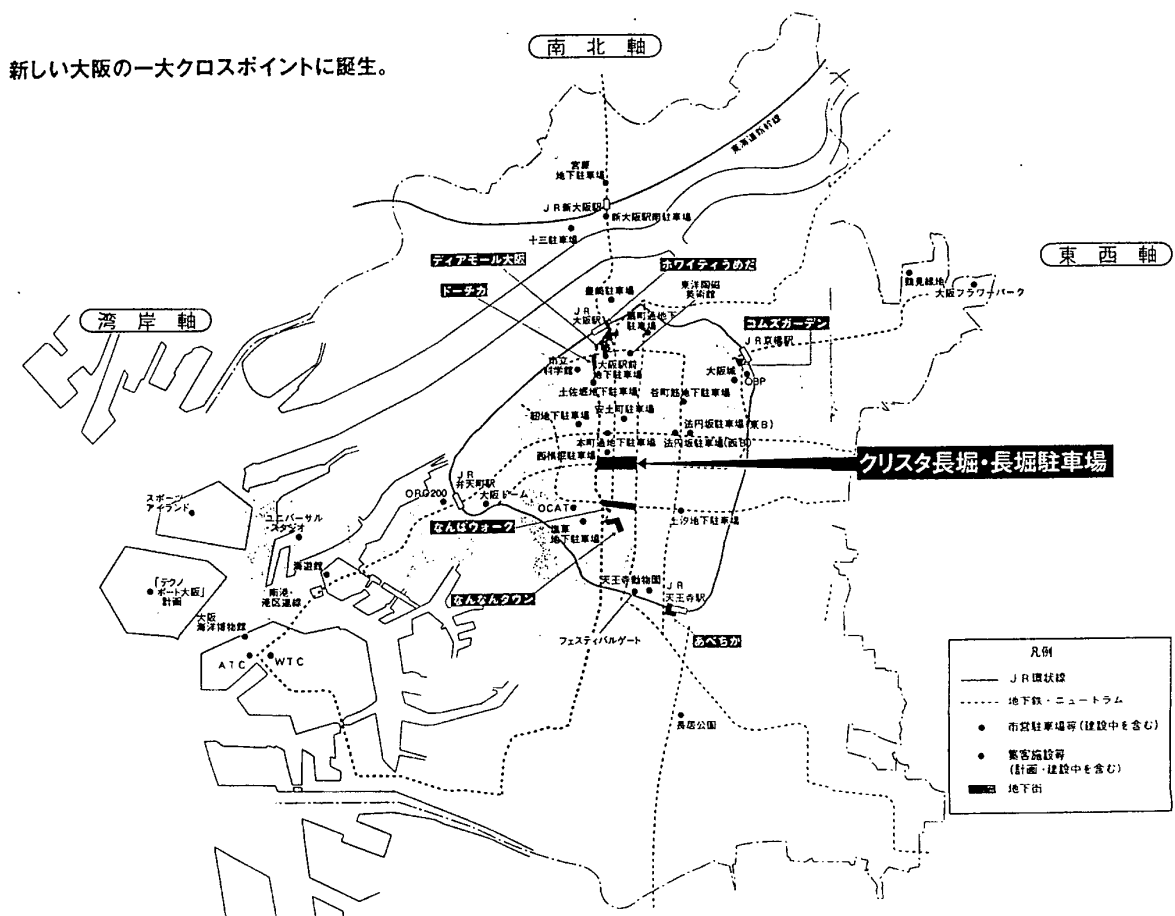 新しい大阪の一大クロスポイントに誕生。
南北軸
東海道新幹線
宮原
地下駐車場
JR新大阪駅
新大阪駅南駐車場
十三駐車場
東西軸
ディアモール大阪
ホワイティうめだ
鶴見緑地
大阪フラワーパーク
ドーチカ
豊崎駐車場
東洋陶磁
美術館
湾岸軸
JR
大阪駅
扇町通地下
駐車場
コムズガーデン
JR京橋駅
市立
科学館
大阪駅前
地下駐車場
大阪城
OBP
土佐堀地下駐車場
谷町筋地下駐車場
安土町駐車場
靭地下駐車場
法円坂駐車場(東B)
本町通地下駐車場
法円坂駐車場(西B)
西横堀駐車場
クリスタ長堀・長堀駐車場
JR
弁天町駅
ORC200
大阪ドーム
OCAT
スポーツ
アイランド
ユニバーサル
スタジオ
なんばウォーク
塩草
地下駐車場
上汐地下駐車場
海遊館
「テクノ
ポート大阪」
計画
南港・
港区連絡
なんなんタウン
天王寺動物園
JR
天王寺駅
大阪
海洋博物館
フェスティバルゲート
あべちか
ATC
WTC
長居公園
凡例
JR環状線
地下鉄・ニュートラム
市営駐車場等(建設中を含む)
集客施設等
(計画・建設中を含む)
地下街